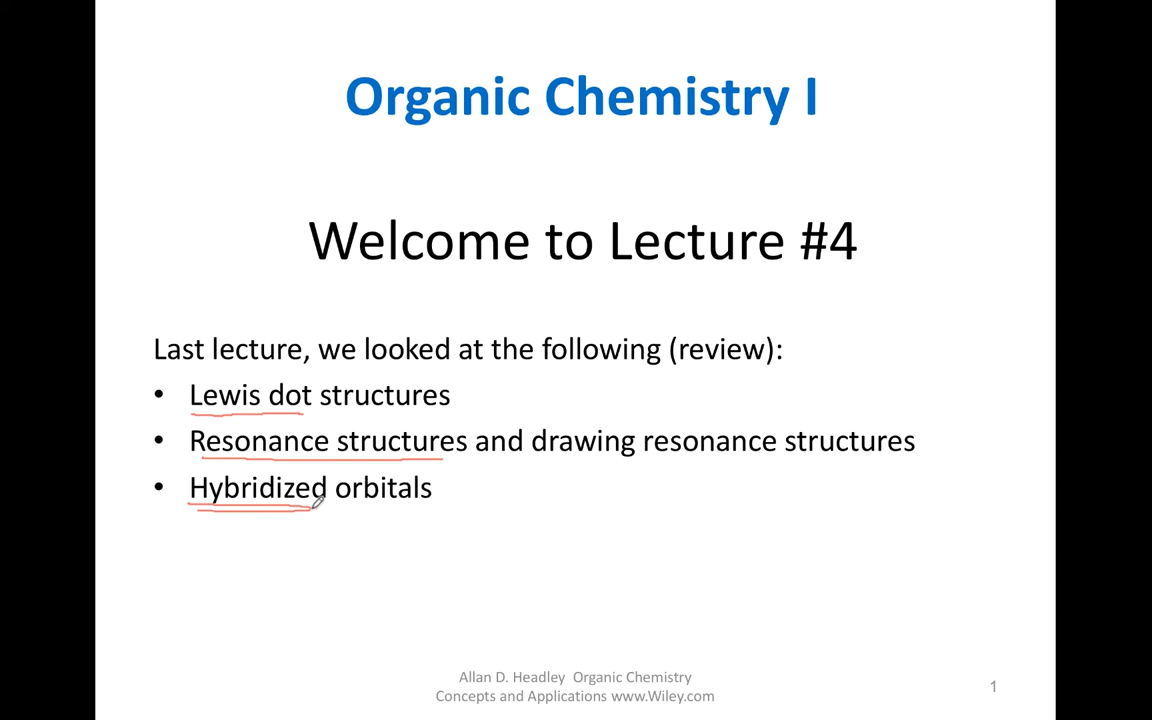 Organic Chemistry I
Welcome to Lecture #4
Last lecture, we looked at the following (review):
• Lewis dot structures
• Resonance structures and drawing resonance structures
• Hybridized orbitals
Allan D. Headley Organic Chemistry
Concepts and Applications www.Wiley.com
1